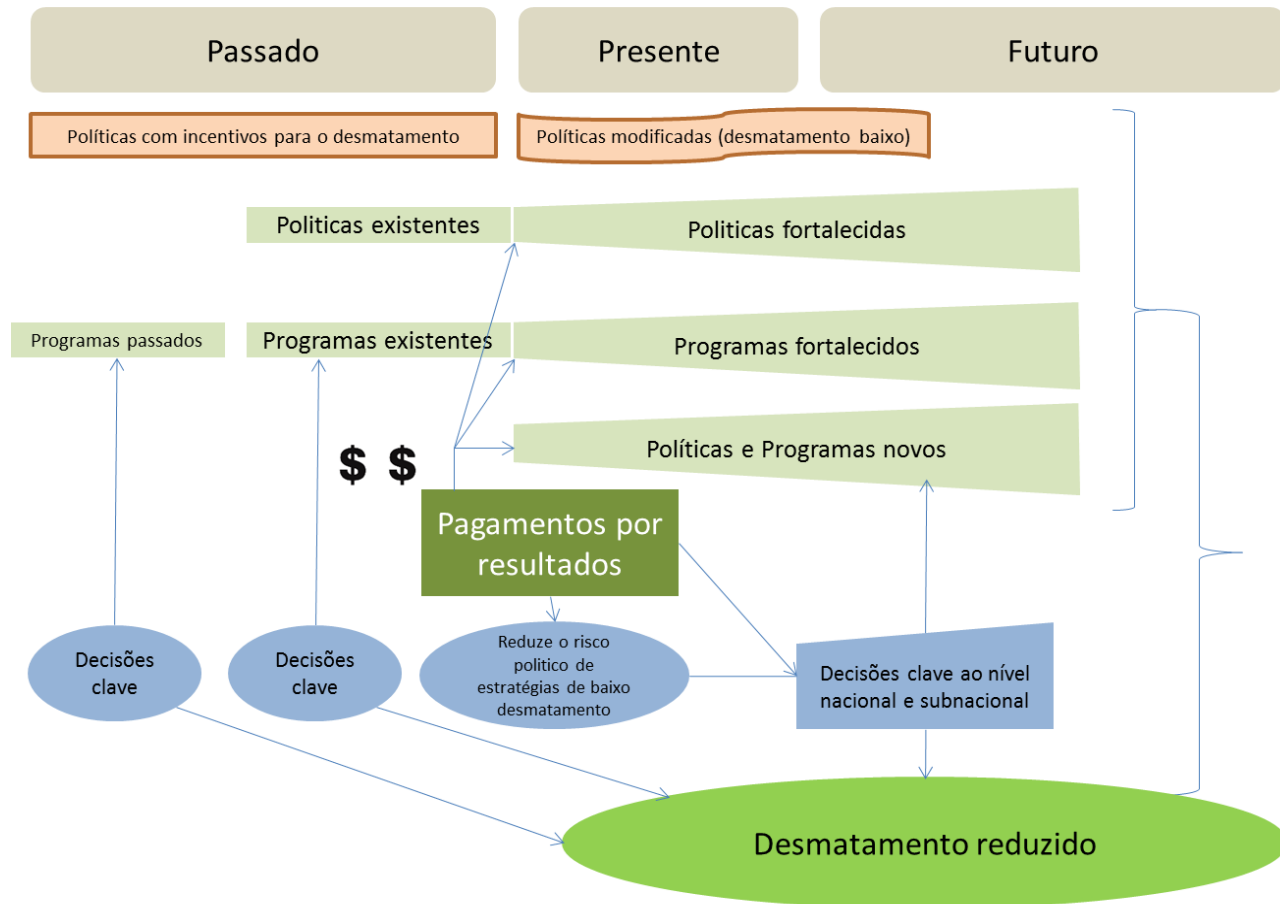 Passado
Presente
Futuro
Políticas com incentivos para o desmatamento
Políticas modificadas (desmatamento baixo)
Politicas existentes
Politicas fortalecidas
Programas passados
Programas existentes
Programas fortalecidos
Políticas e Programas novos
$ $
Pagamentos por
resultados
Decisões
clave
Decisões
clave
Reduze o risco
politico de
estratégias de baixo
desmatamento
Decisões clave ao nível
nacional e subnacional
Desmatamento reduzido